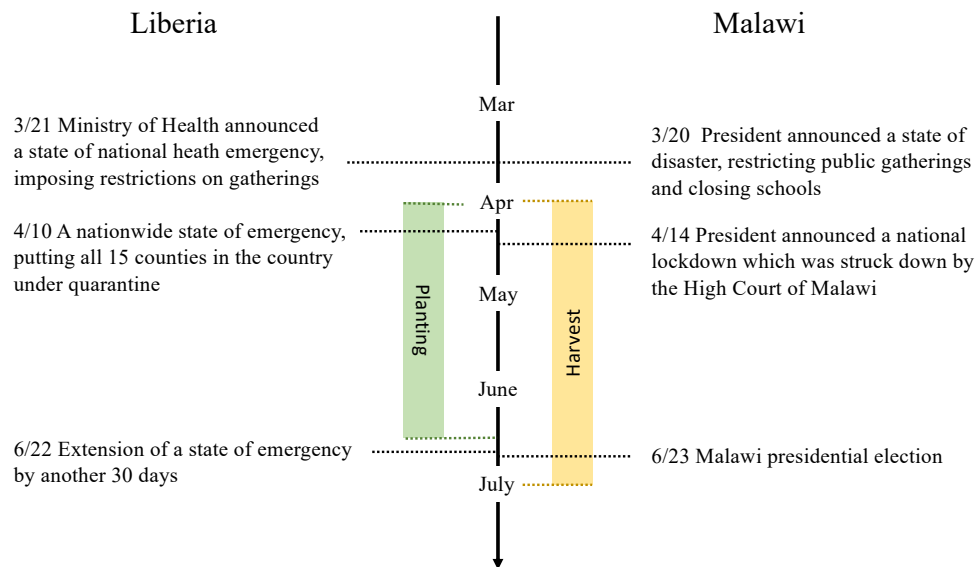 Liberia
Malawi
Mar
3/21 Ministry of Health announced
a state of national heath emergency,
imposing restrictions on gatherings
3/20  President announced a state of
disaster, restricting public gatherings
and closing schools
Apr
4/10 A nationwide state of emergency,
putting all 15 counties in the country
under quarantine
4/14 President announced a national
lockdown which was struck down by
the High Court of Malawi
May
Planting
Harvest
June
6/22 Extension of a state of emergency
by another 30 days
6/23 Malawi presidential election
July